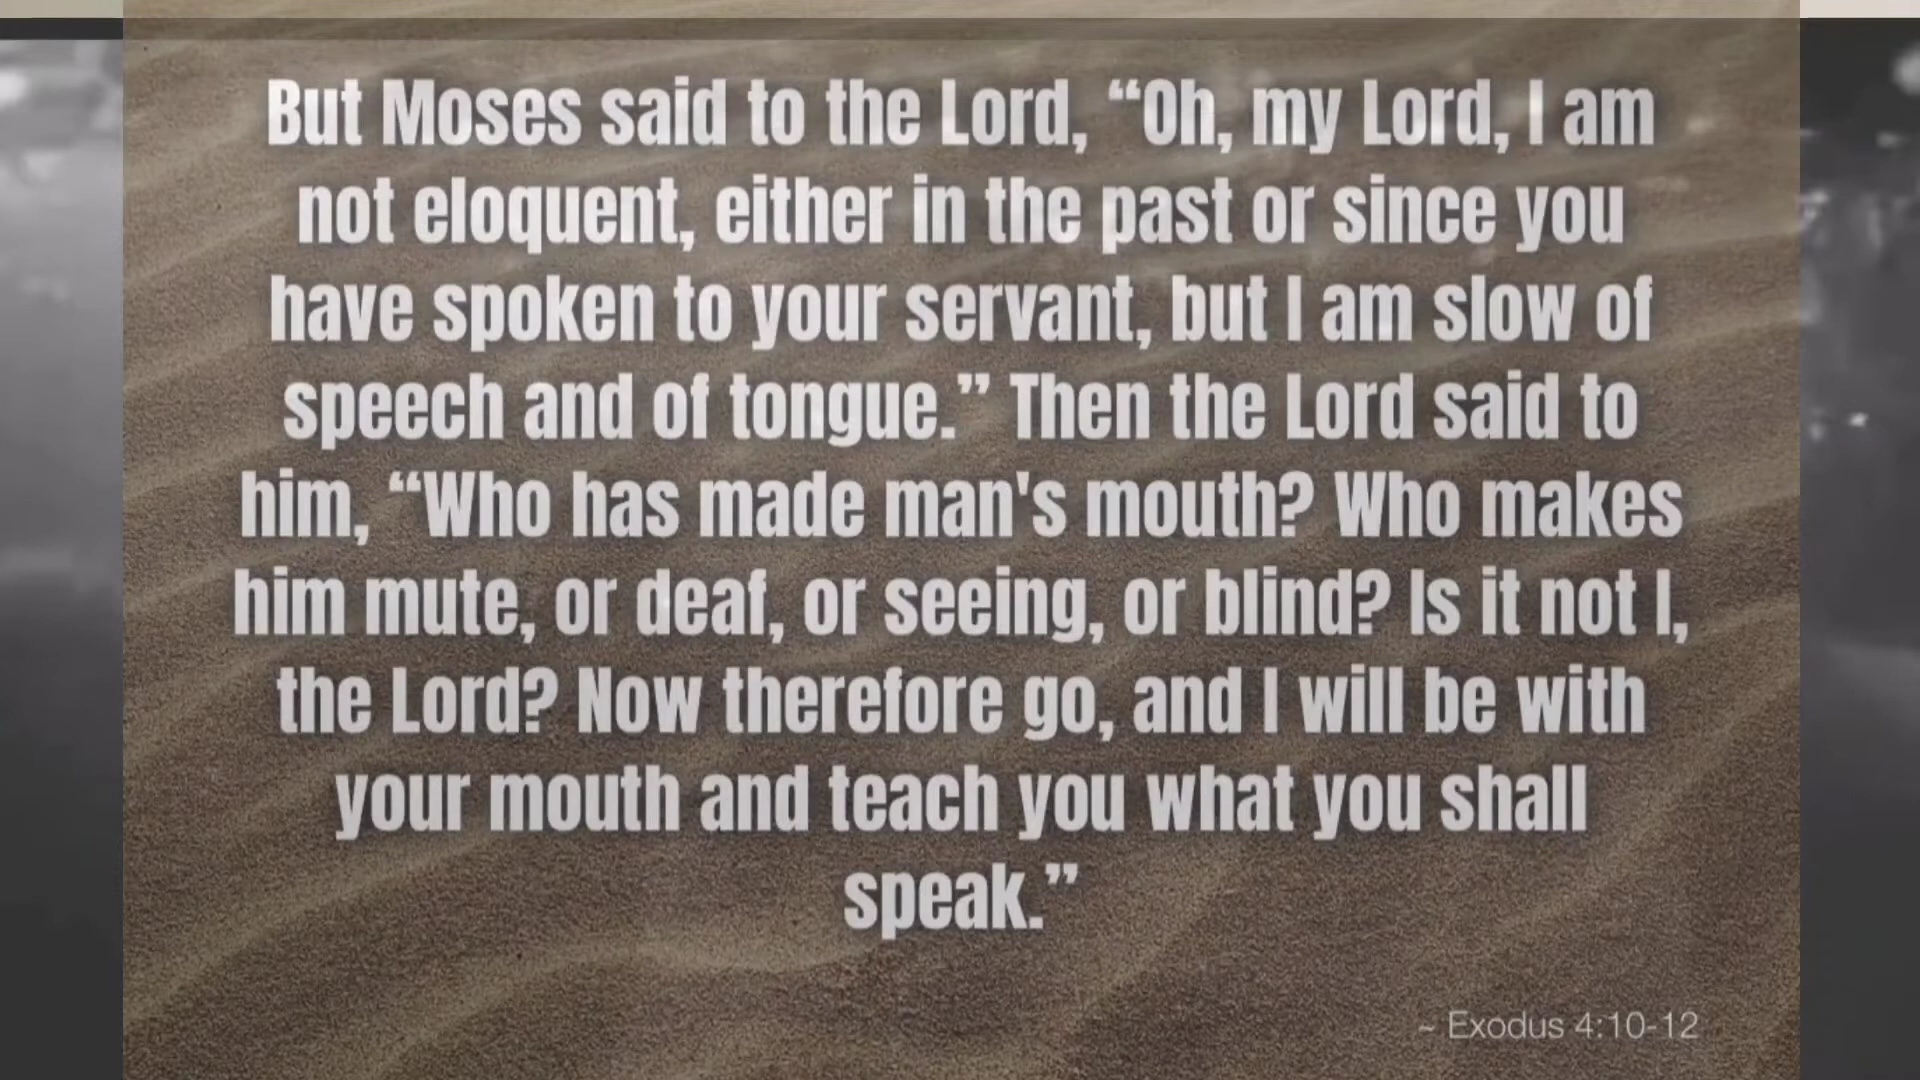 But Moses said to the Lord, “Oh, my Lord, I am
not eloquent, either in the past or since you
have spoken to your servant, but I am slow of
speech and of tongue.” Then the Lord said to
him, “Who has made man's mouth? Who makes
him mute, or deaf, or seeing, or blind? Is it not I,
the Lord? Now therefore go, and I will be with
your mouth and teach you what you shall
speak.”
~ Exodus 4:10-12